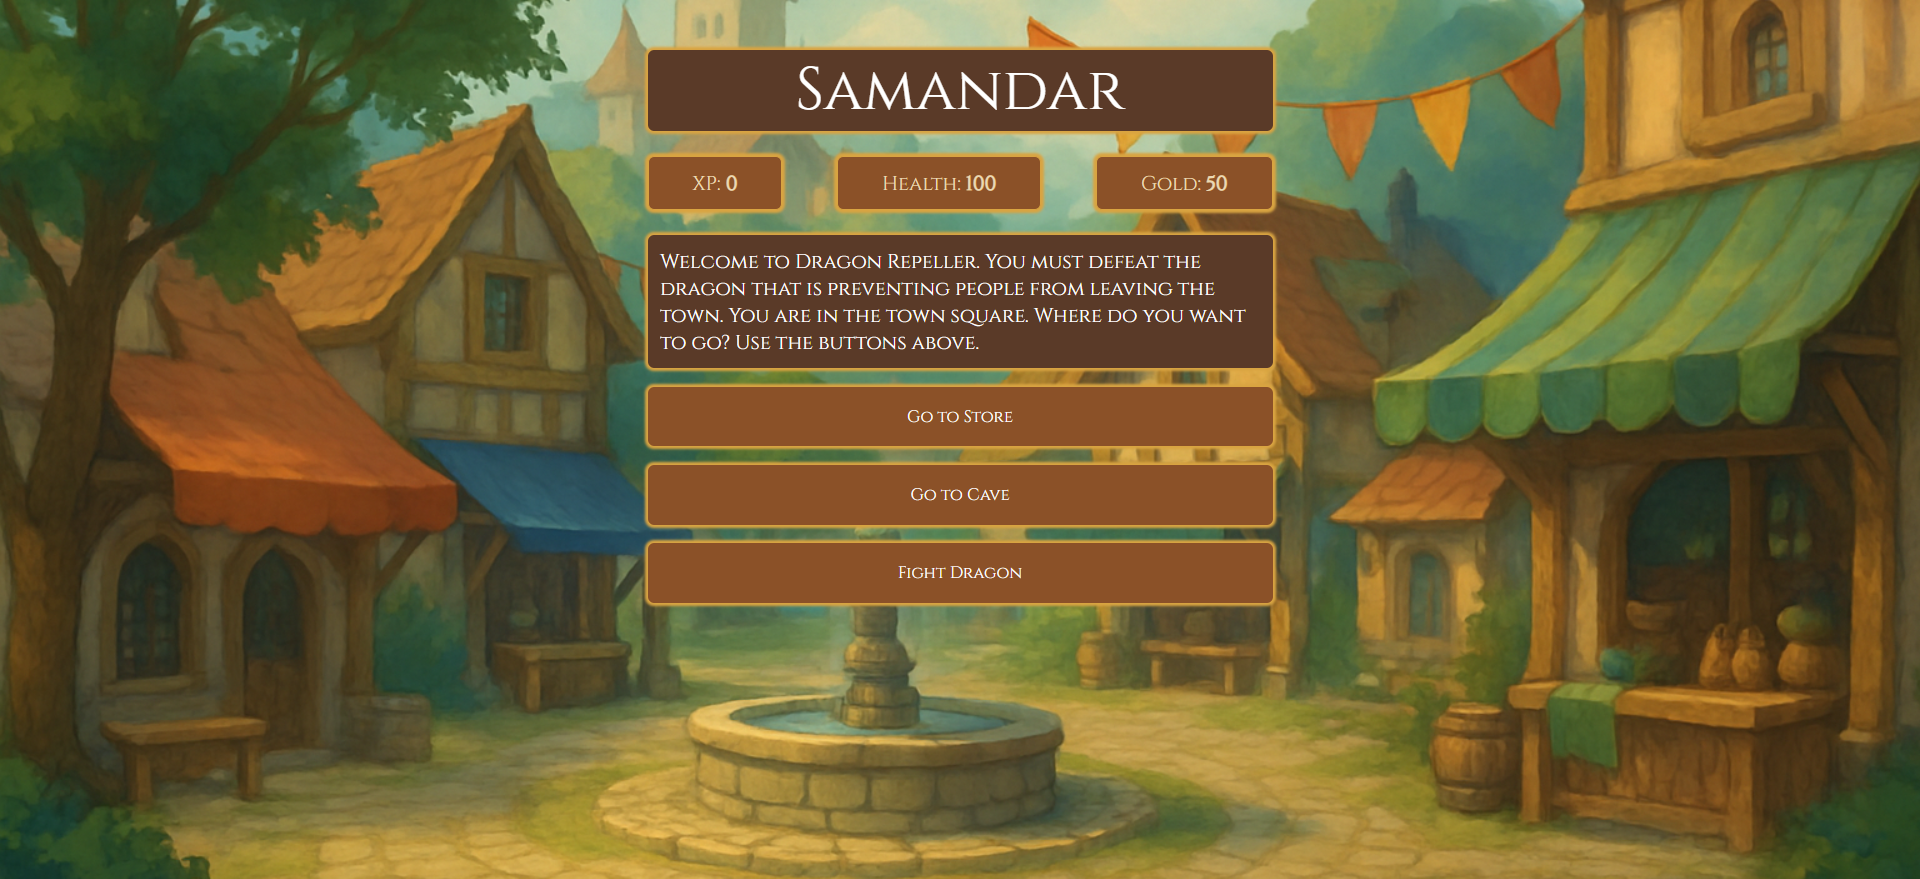 Samandar
XP: 0
Health: 100
Gold: 50
Welcome to Dragon Repeller. You must defeat the
dragon that is preventing people from leaving the
town. You are in the town square. Where do you want
to go? Use the buttons above.
Go to Store
Go to Cave
Fight Dragon